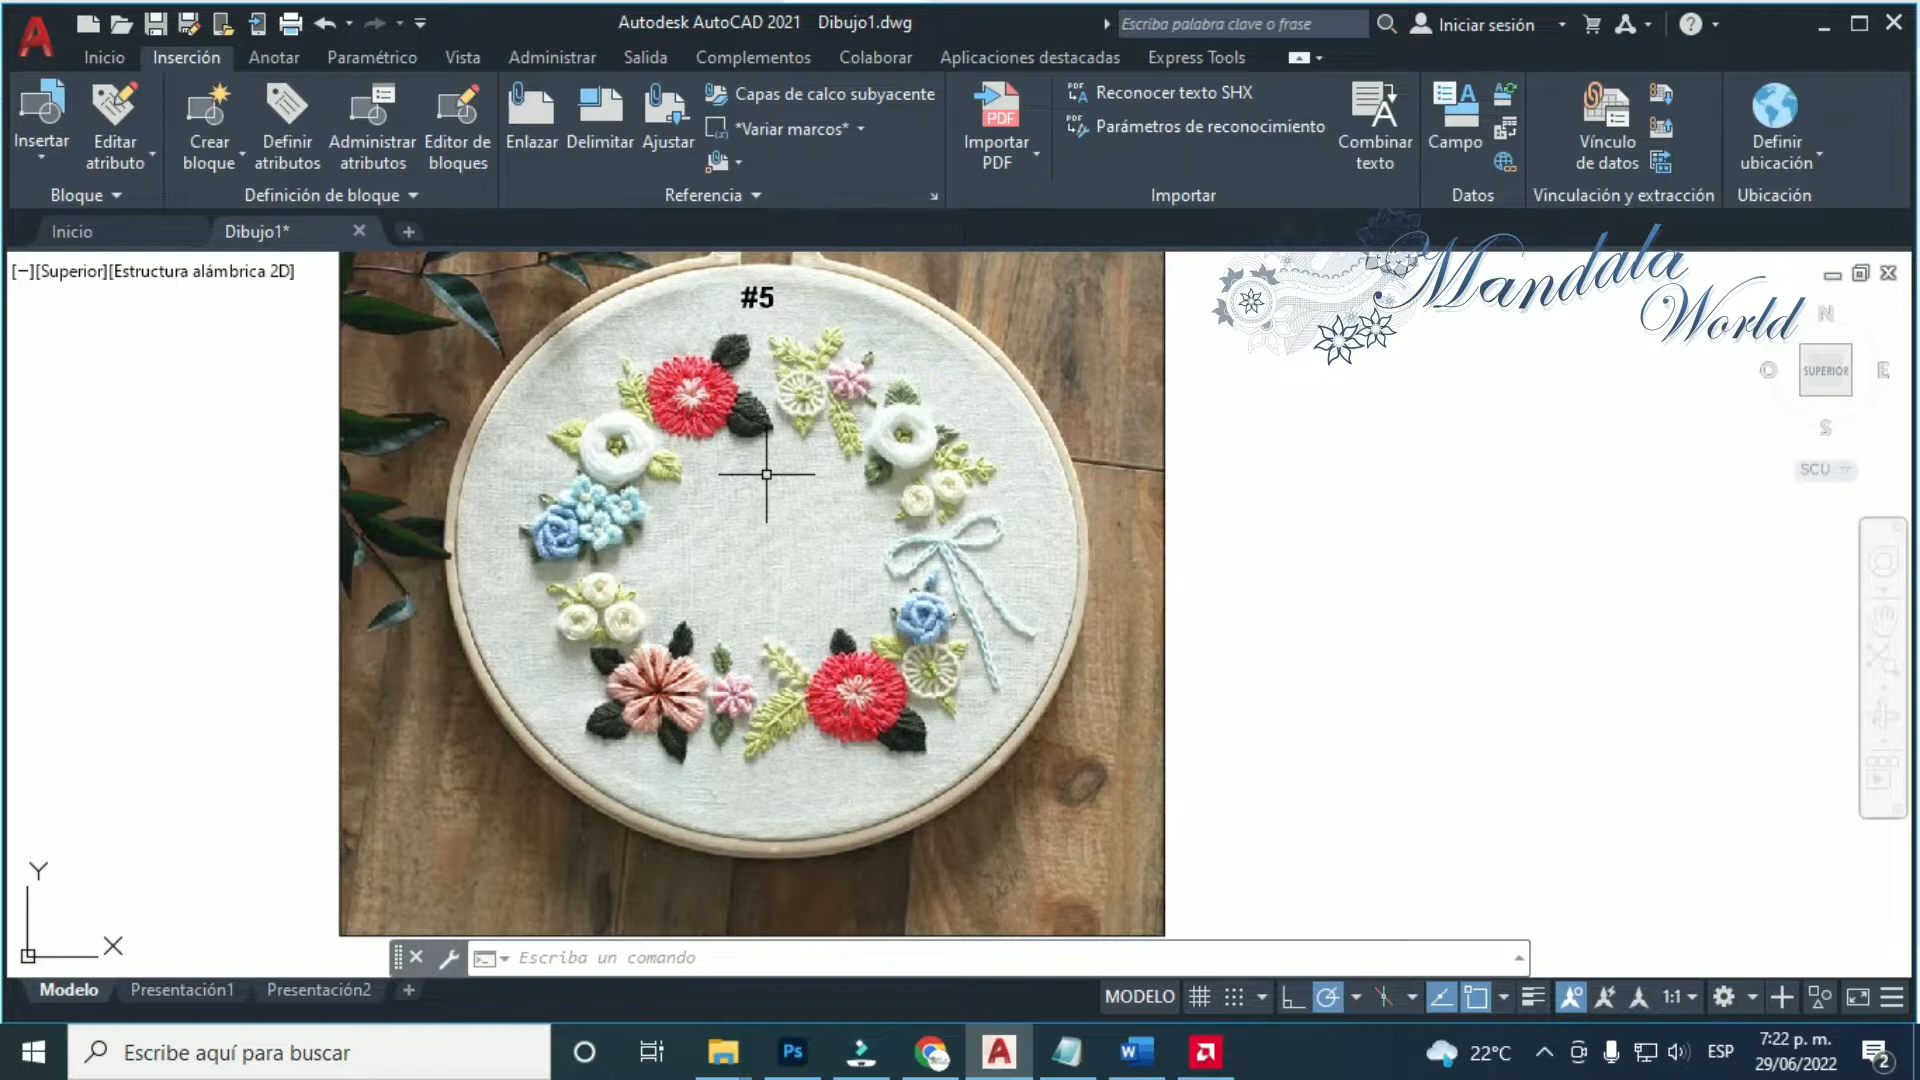 Autodesk AutoCAD 2021 Dibujo1.dwg
Escriba palabra clave o frase
Iniciar sesión
Inicio Inserción Anotar Paramétrico Vista Administrar Salida Complementos Colaborar Aplicaciones destacadas Express Tools
Insertar
Editar atributo
Crear bloque
Definir atributos
Administrar atributos
Editor de bloques
Enlazar
Delimitar
Ajustar
Capas de calco subyacente
*Variar marcos*
PDF
Importar PDF
PDF A
Reconocer texto SHX
PDF
Parámetros de reconocimiento
Combinar texto
Campo
Vínculo de datos
Definir ubicación
Bloque
Definición de bloque
Referencia
Importar
Datos
Vinculación y extracción
Ubicación
Inicio
Dibujo1*
[−][Superior][Estructura alámbrica 2D]
#5
Mandala
World
N
O
SUPERIOR
E
S
SCU
Y
X
Escriba un comando
Modelo Presentación1 Presentación2
MODELO
1:1
Escribe aquí para buscar
Ps
W
22°C
ESP
7:22 p. m.
29/06/2022
2